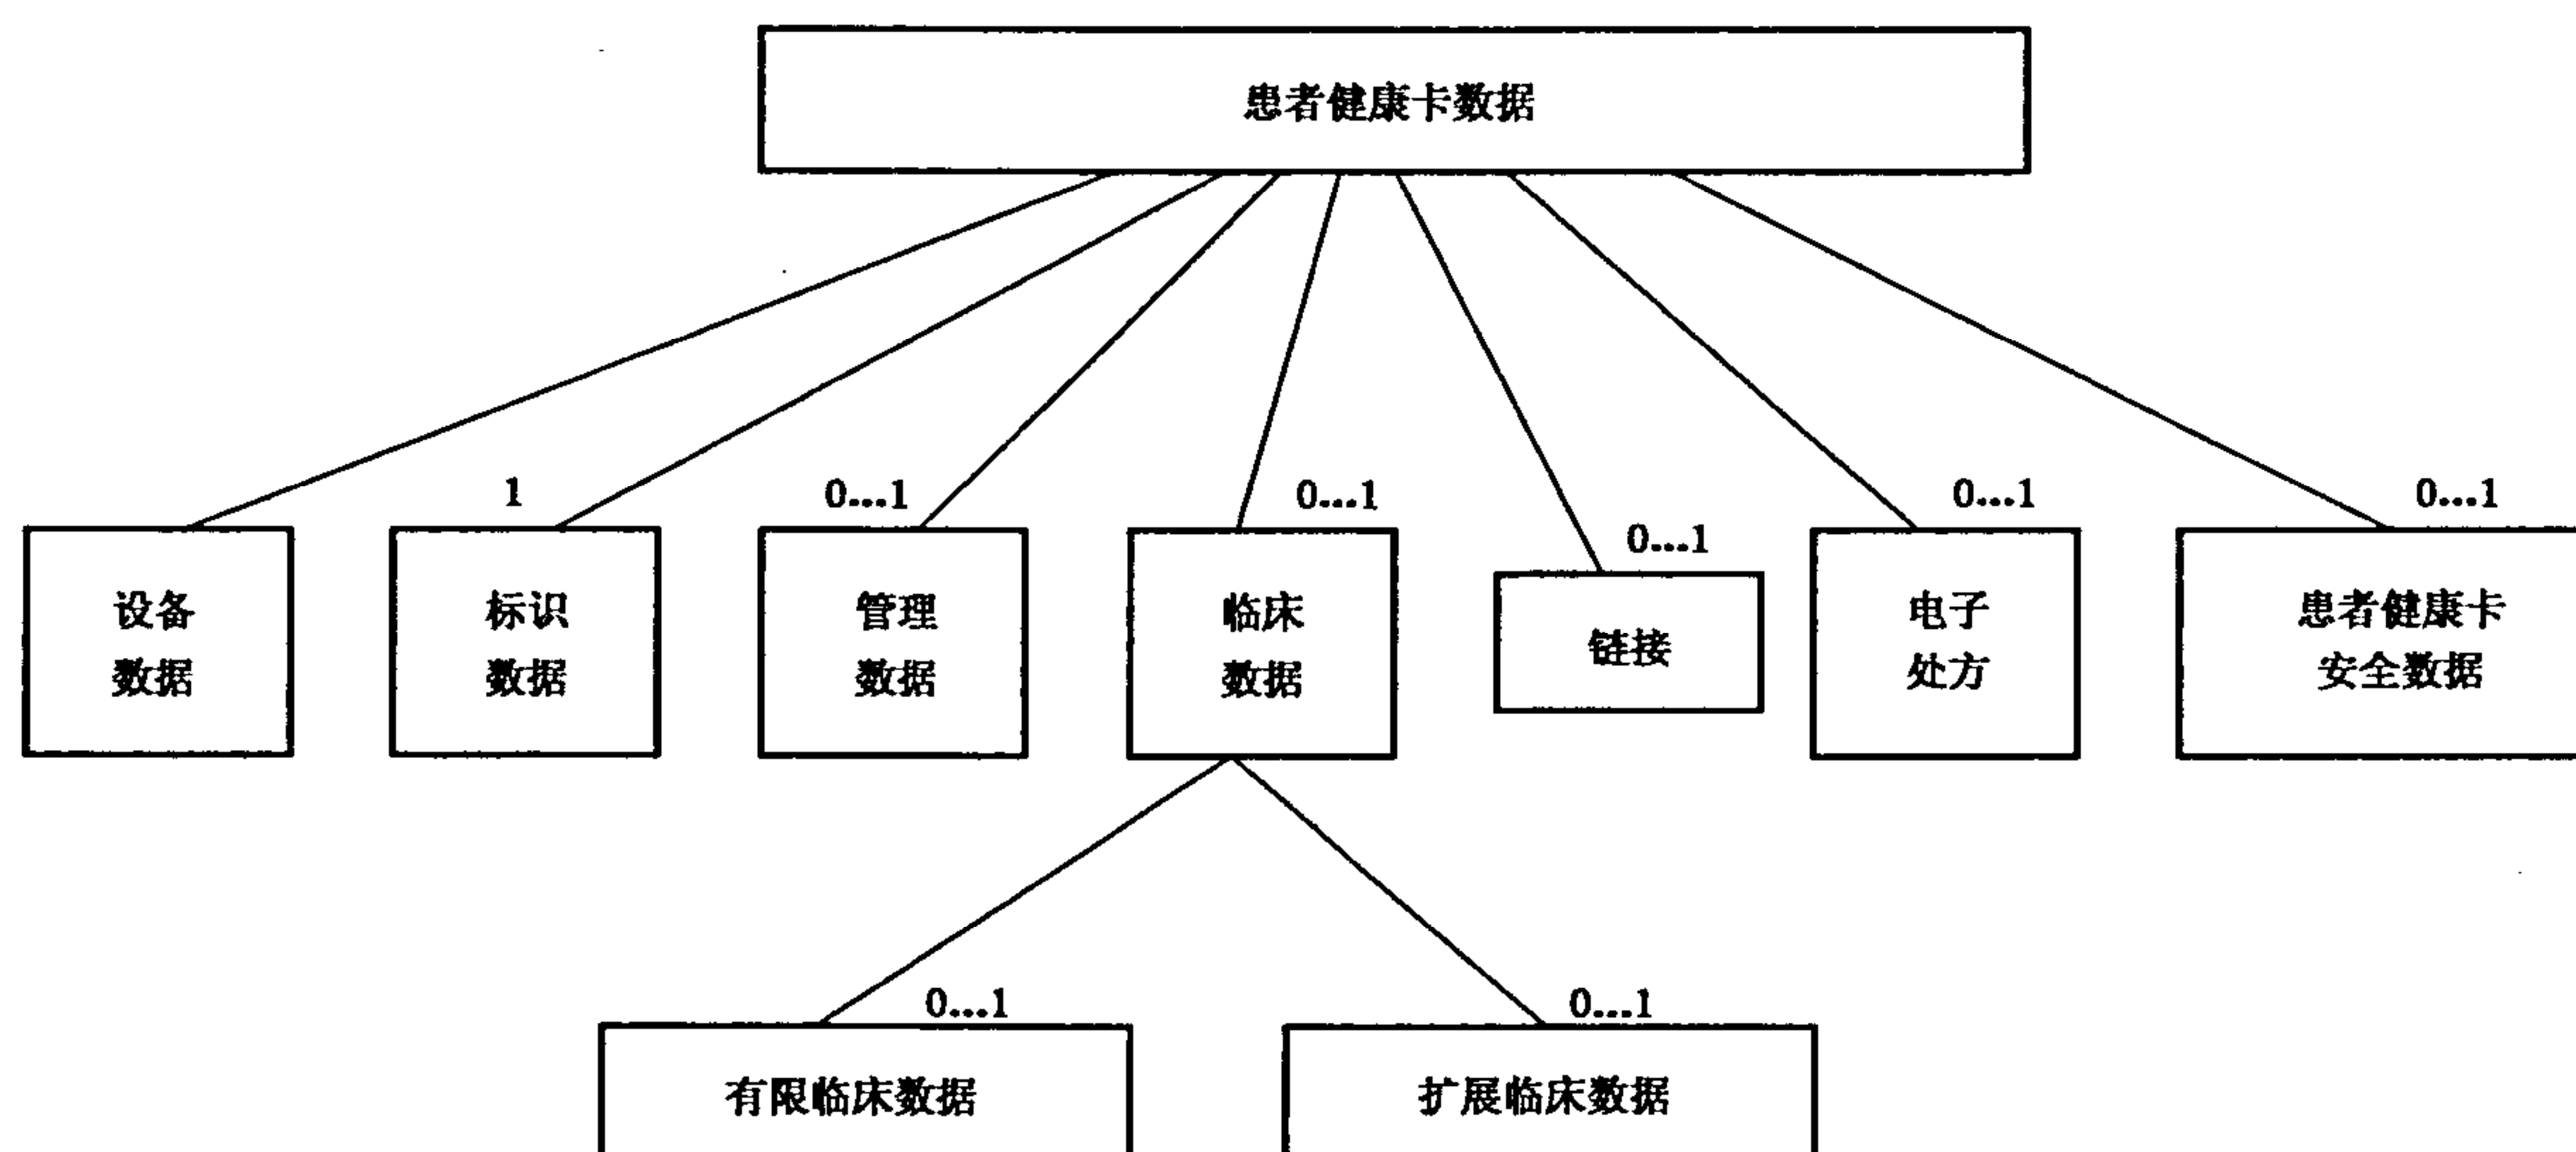 患者健康卡数据
1
0...1
0...1
0...1
0...1
0...1
设备
数据
标识
数据
管理
数据
临床
数据
链接
电子
处方
患者健康卡
安全数据
0...1
0...1
有限临床数据
扩展临床数据